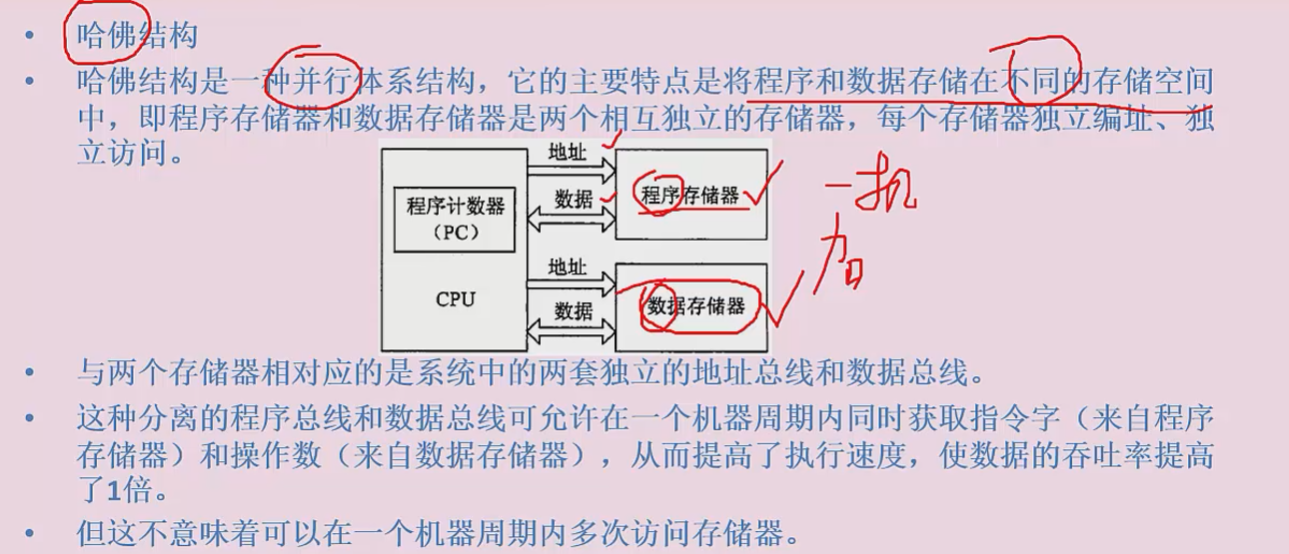 哈佛结构
哈佛结构是一种并行体系结构，它的主要特点是将程序和数据存储在不同的存储空间
中，即程序存储器和数据存储器是两个相互独立的存储器，每个存储器独立编址、独
立访问。
地址
数据
程序存储器
程序计数器
（PC）
CPU
地址
数据
数据存储器
与两个存储器相对应的是系统中的两套独立的地址总线和数据总线。
这种分离的程序总线和数据总线可允许在一个机器周期内同时获取指令字（来自程序
存储器）和操作数（来自数据存储器），从而提高了执行速度，使数据的吞吐率提高
了1倍。
但这不意味着可以在一个机器周期内多次访问存储器。